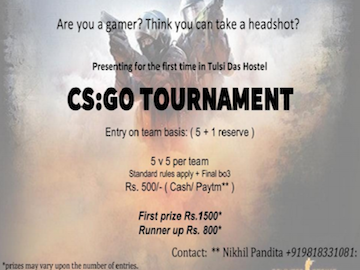 Are you a gamer? Think you can take a headshot?
Presenting for the first time in Tulsi Das Hostel
CS:GO TOURNAMENT
Entry on team basis: ( 5 + 1 reserve )
5 v 5 per team
Standard rules apply + Final bo3
Rs. 500/- ( Cash/ Paytm** )
First prize Rs.1500*
Runner up Rs. 800*
Contact: ** Nikhil Pandita +919818331081:
*prizes may vary upon the number of entries.